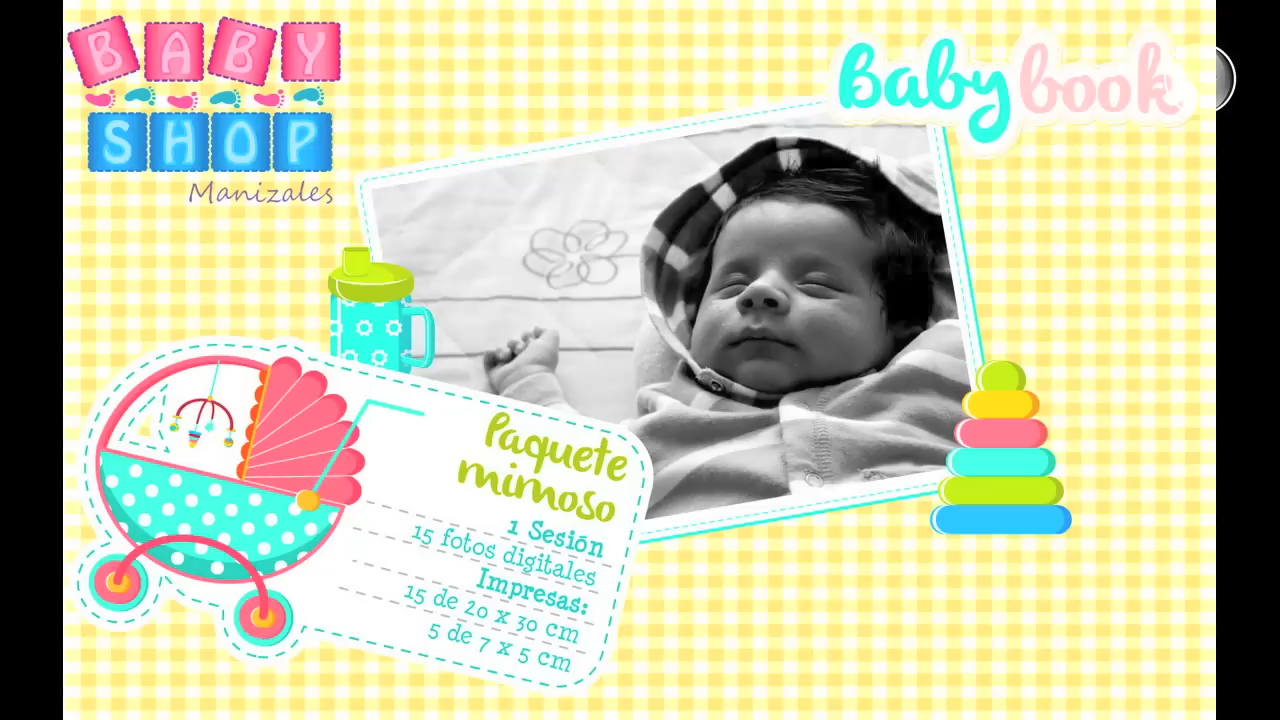 BABY
SHOP
Manizales
Baby book
Paquete
mimoso
1 Sesión
15 fotos digitales
Impresas:
15 de 20 x 30 cm
5 de 7 x 5 cm